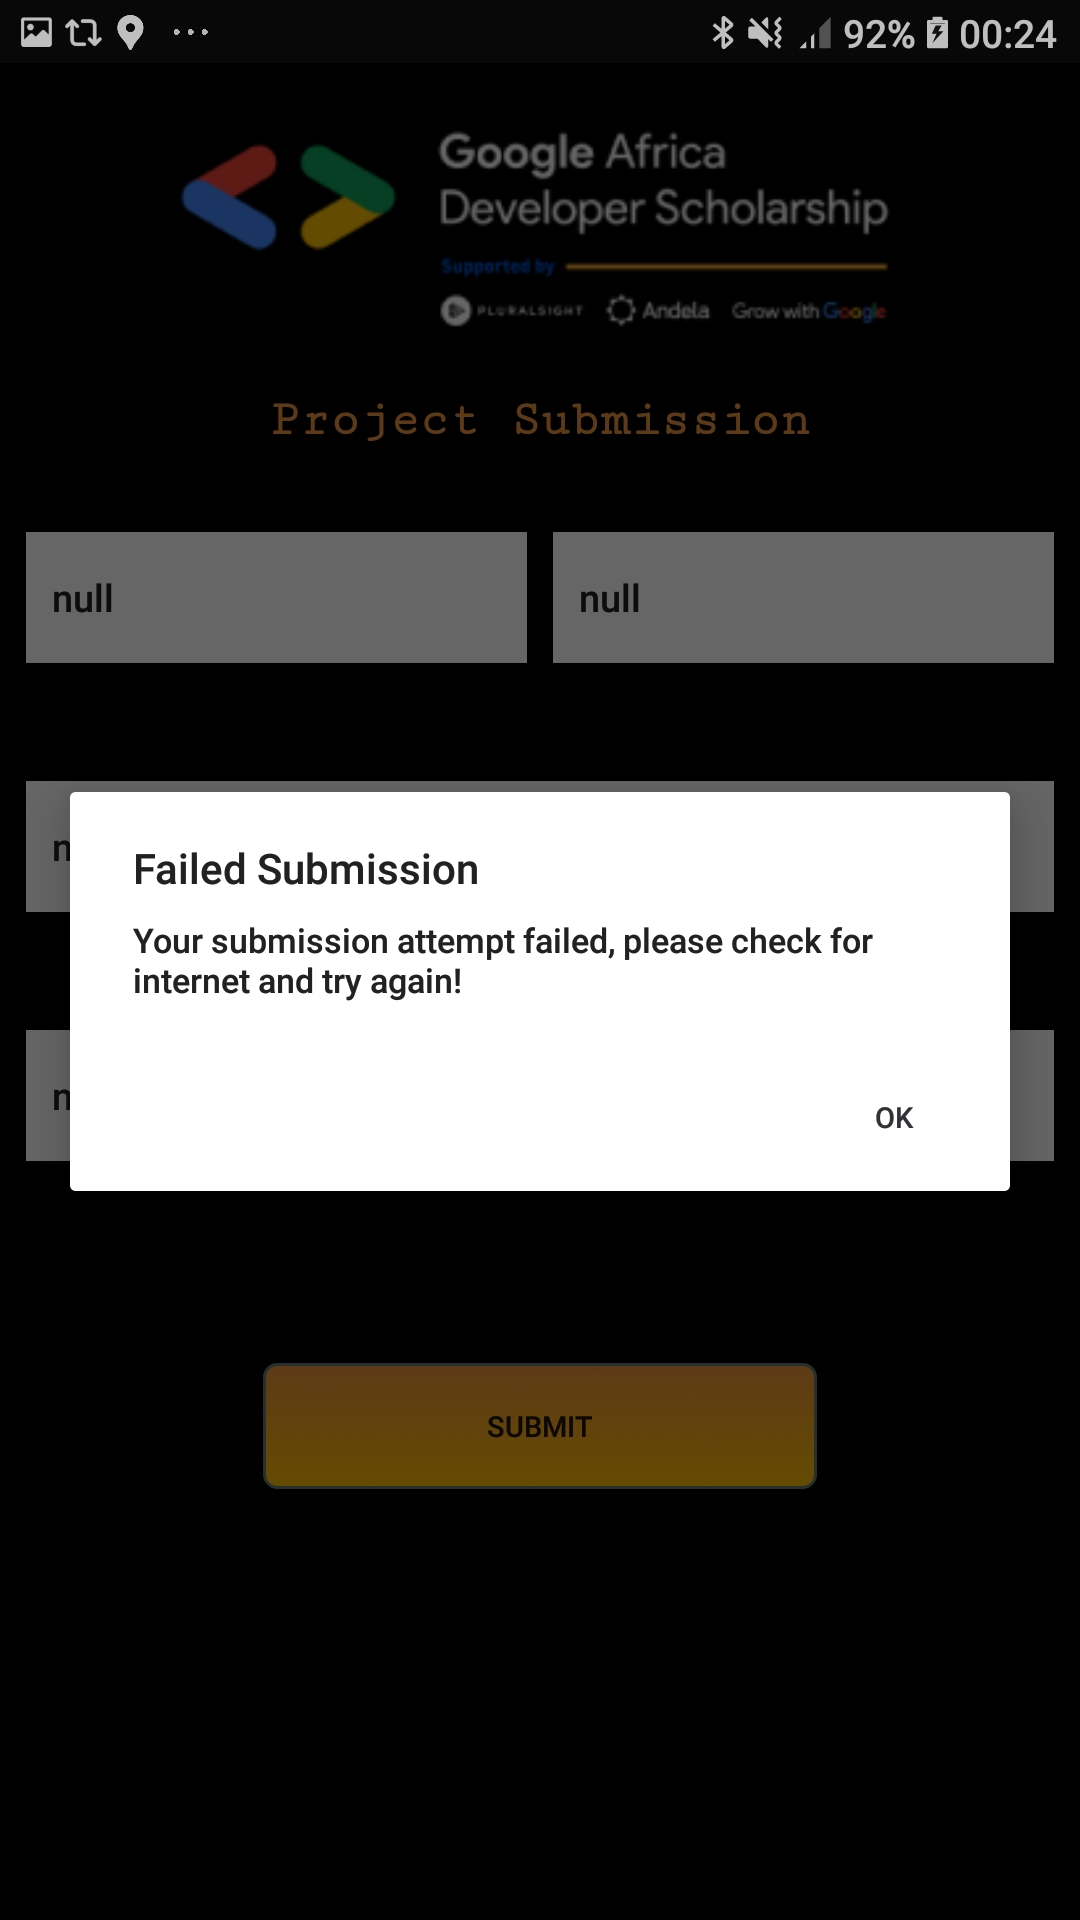 92% 00:24
Google Africa
Developer Scholarship
Supported by
PLURALSIGHT Andela Grow with Google
Project Submission
null null
n
Failed Submission
Your submission attempt failed, please check for
internet and try again!
n
OK
SUBMIT